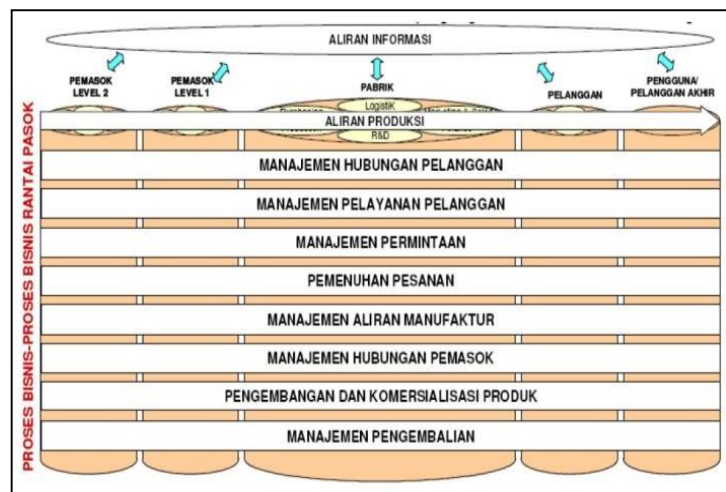 ALIRAN INFORMASI
PEMASOK
LEVEL 2
PEMASOK
LEVEL 1
PABRIK
PELANGGAN
PENGGUNA/
PELANGGAN AKHIR
Logistik
ALIRAN PRODUKSI
R&D
PROSES BISNIS-PROSES BISNIS RANTAI PASOK
MANAJEMEN HUBUNGAN PELANGGAN
MANAJEMEN PELAYANAN PELANGGAN
MANAJEMEN PERMINTAAN
PEMENUHAN PESANAN
MANAJEMEN ALIRAN MANUFAKTUR
MANAJEMEN HUBUNGAN PEMASOK
PENGEMBANGAN DAN KOMERSIALISASI PRODUK
MANAJEMEN PENGEMBALIAN